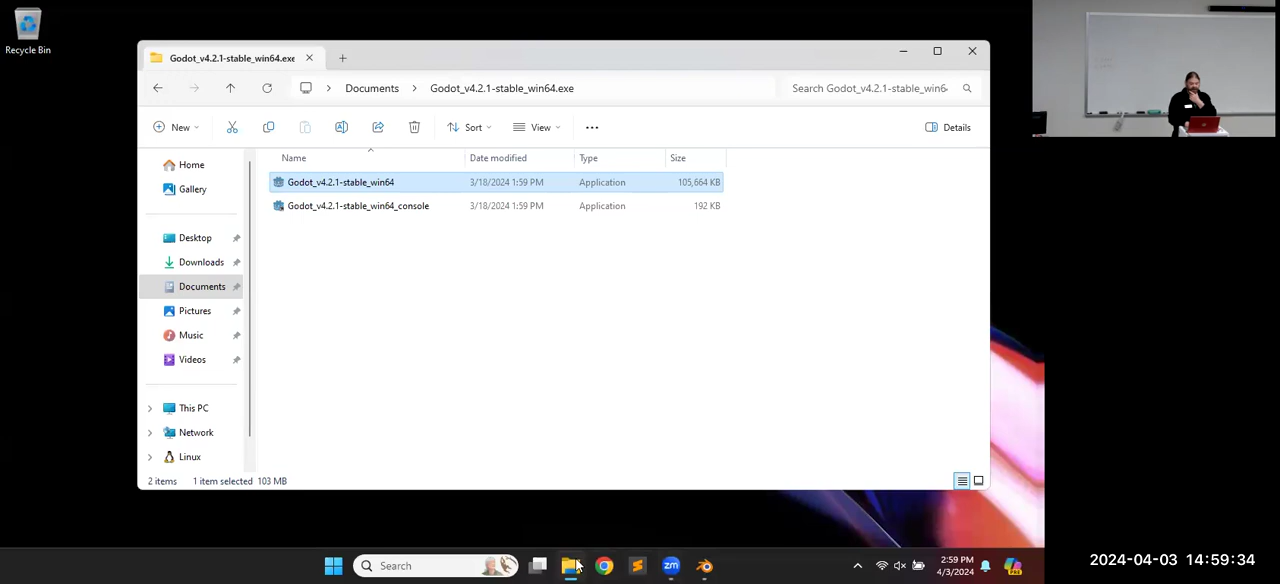 Recycle Bin
Godot_v4.2.1-stable_win64.exe
Documents
Godot_v4.2.1-stable_win64.exe
Search Godot_v4.2.1-stable_win6
New
Sort
View
Details
Name
Date modified
Type
Size
Godot_v4.2.1-stable_win64
3/18/2024 1:59 PM
Application
105,664 KB
Godot_v4.2.1-stable_win64_console
3/18/2024 1:59 PM
Application
192 KB
Home
Gallery
Desktop
Downloads
Documents
Pictures
Music
Videos
This PC
Network
Linux
2 items
1 item selected
103 MB
Search
zm
2:59 PM
4/3/2024
2024-04-03 14:59:34